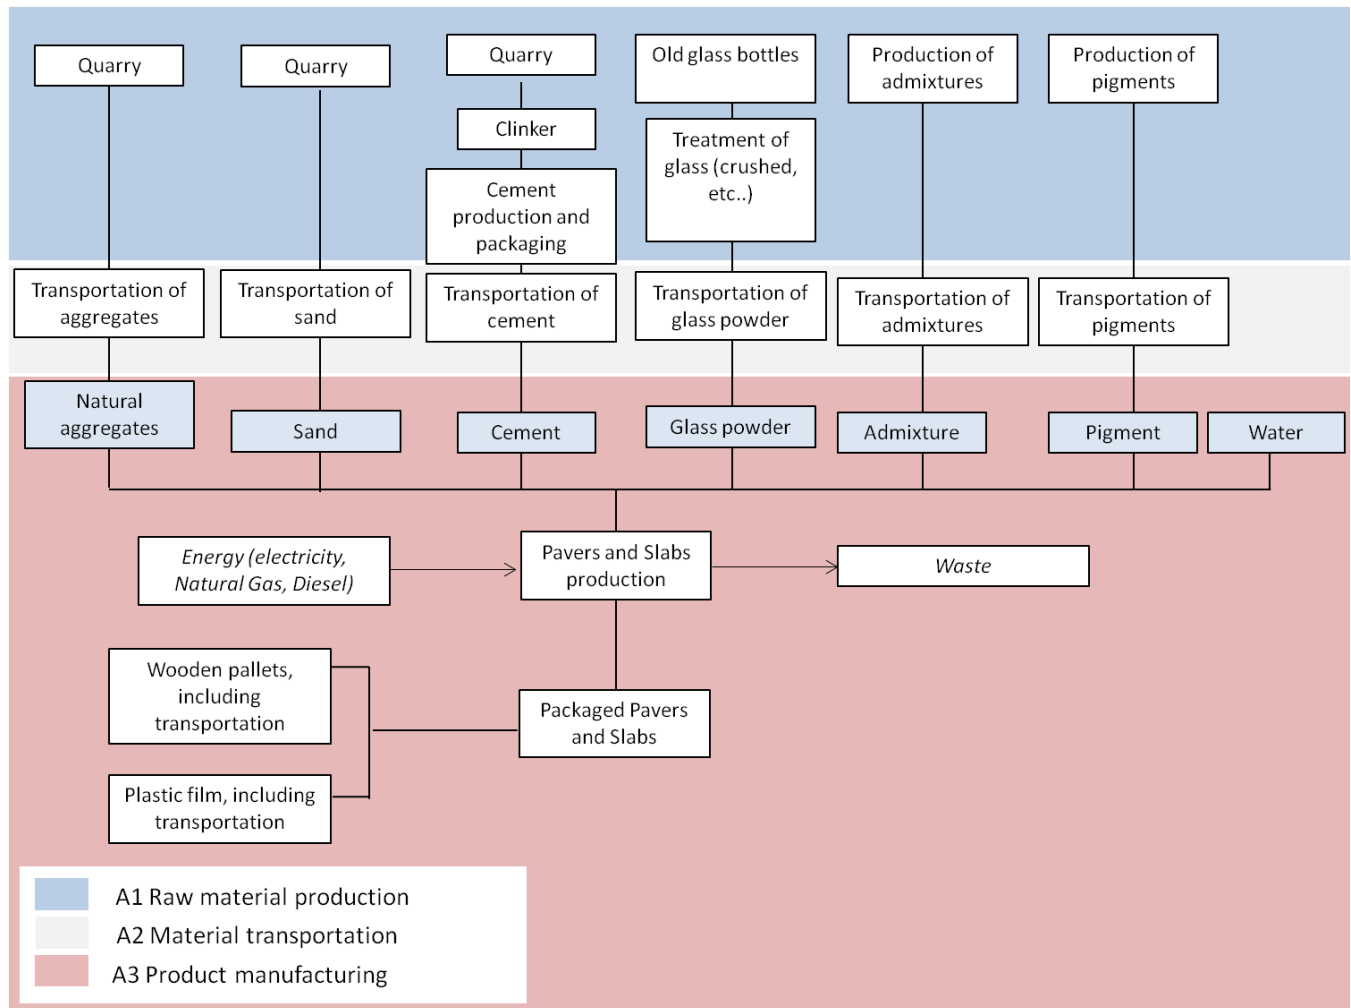 Quarry
Quarry
Quarry
Old glass bottles
Production of
admixtures
Production of
pigments
Clinker
Treatment of
glass (crushed,
etc..)
Cement
production and
packaging
Transportation of
aggregates
Transportation of
sand
Transportation of
cement
Transportation of
glass powder
Transportation of
admixtures
Transportation of
pigments
Natural
aggregates
Sand
Cement
Glass powder
Admixture
Pigment
Water
Energy (electricity,
Natural Gas, Diesel)
Pavers and Slabs
production
Waste
Wooden pallets,
including
transportation
Packaged Pavers
and Slabs
Plastic film, including
transportation
A1 Raw material production
A2 Material transportation
A3 Product manufacturing